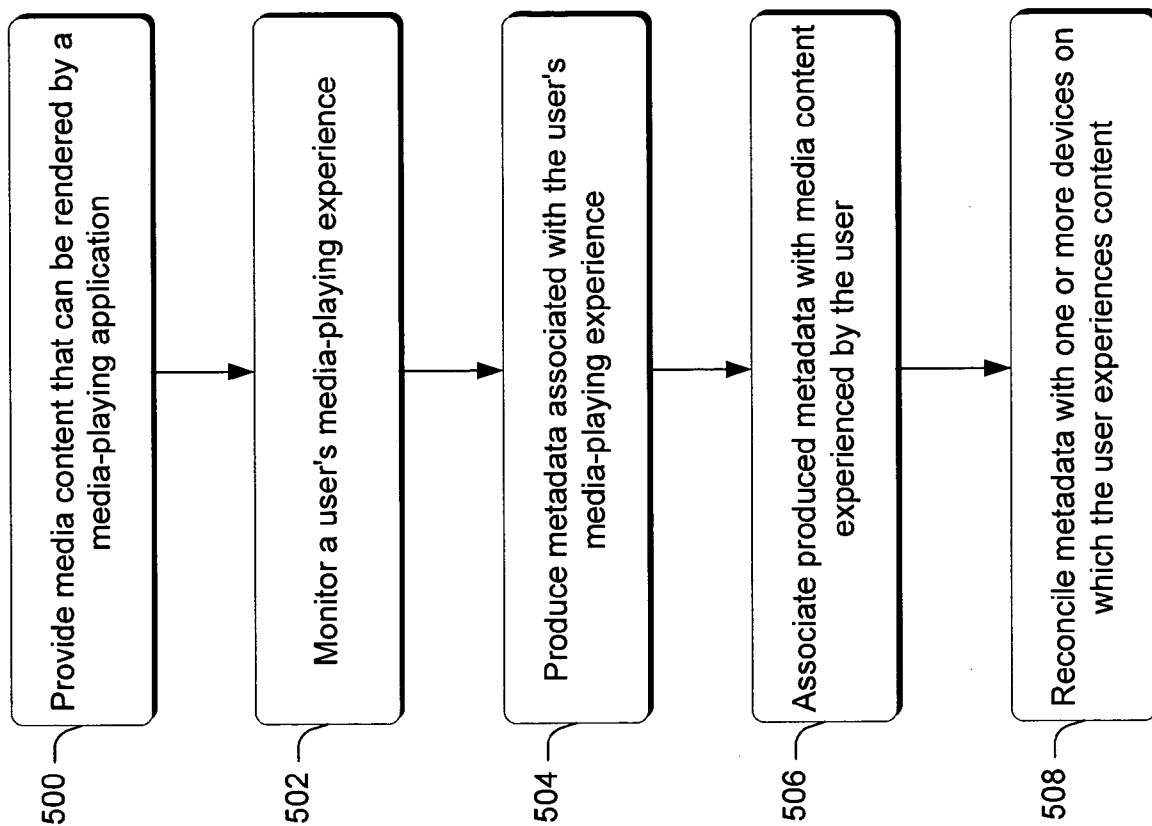 500
Provide media content that can be rendered by a
media-playing application
502
Monitor a user's media-playing experience
504
Produce metadata associated with the user's
media-playing experience
506
Associate produced metadata with media content
experienced by the user
508
Reconcile metadata with one or more devices on
which the user experiences content